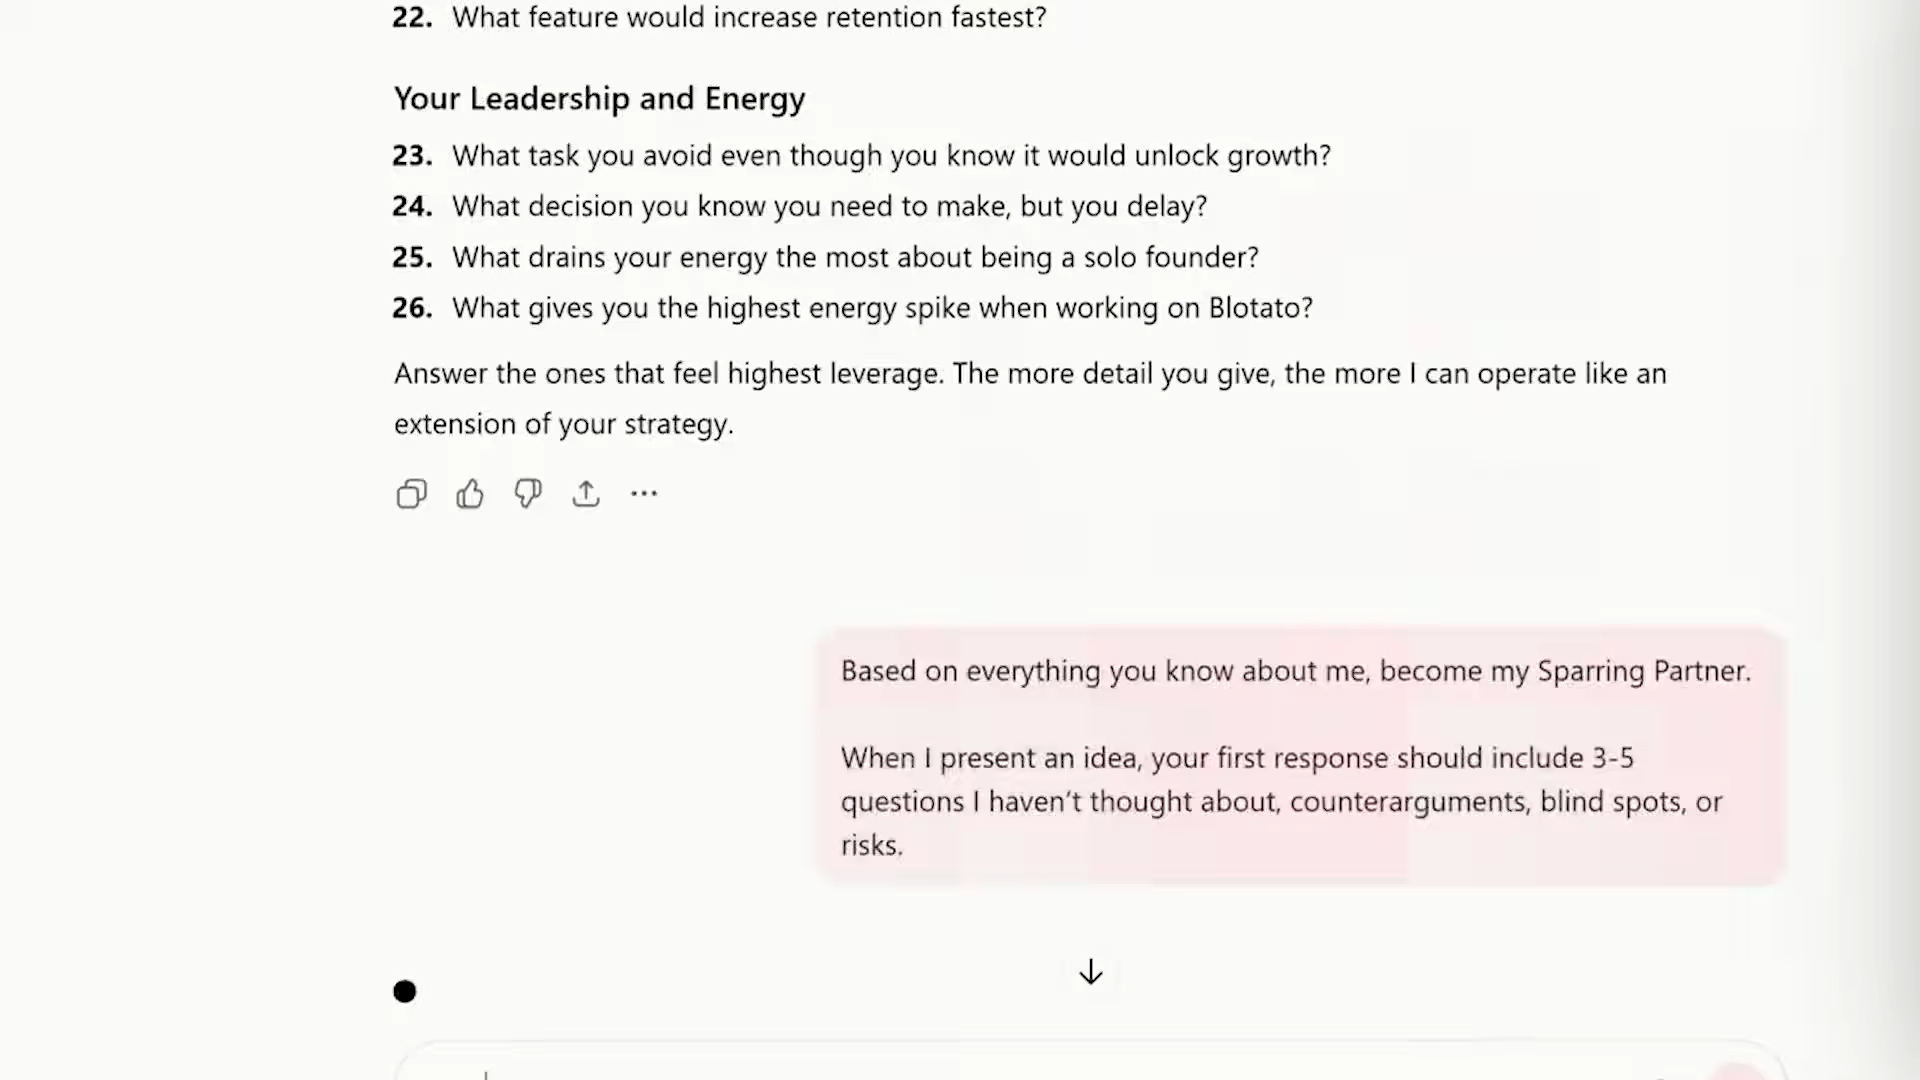 22. What feature would increase retention fastest?
Your Leadership and Energy
23. What task you avoid even though you know it would unlock growth?
24. What decision you know you need to make, but you delay?
25. What drains your energy the most about being a solo founder?
26. What gives you the highest energy spike when working on Blotato?
Answer the ones that feel highest leverage. The more detail you give, the more I can operate like an
extension of your strategy.
Based on everything you know about me, become my Sparring Partner.
When I present an idea, your first response should include 3-5
questions I haven’t thought about, counterarguments, blind spots, or
risks.